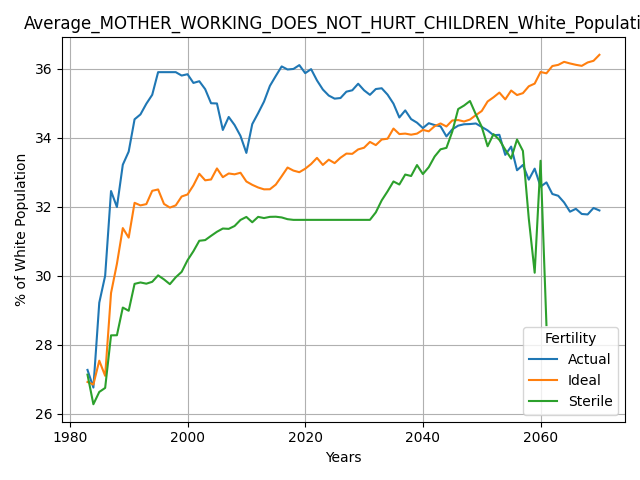 Average_MOTHER_WORKING_DOES_NOT_HURT_CHILDREN_White_Populati
% of White Population
36
34
32
30
28
26
1980
2000
2020
2040
2060
Years
Fertility
Actual
Ideal
Sterile